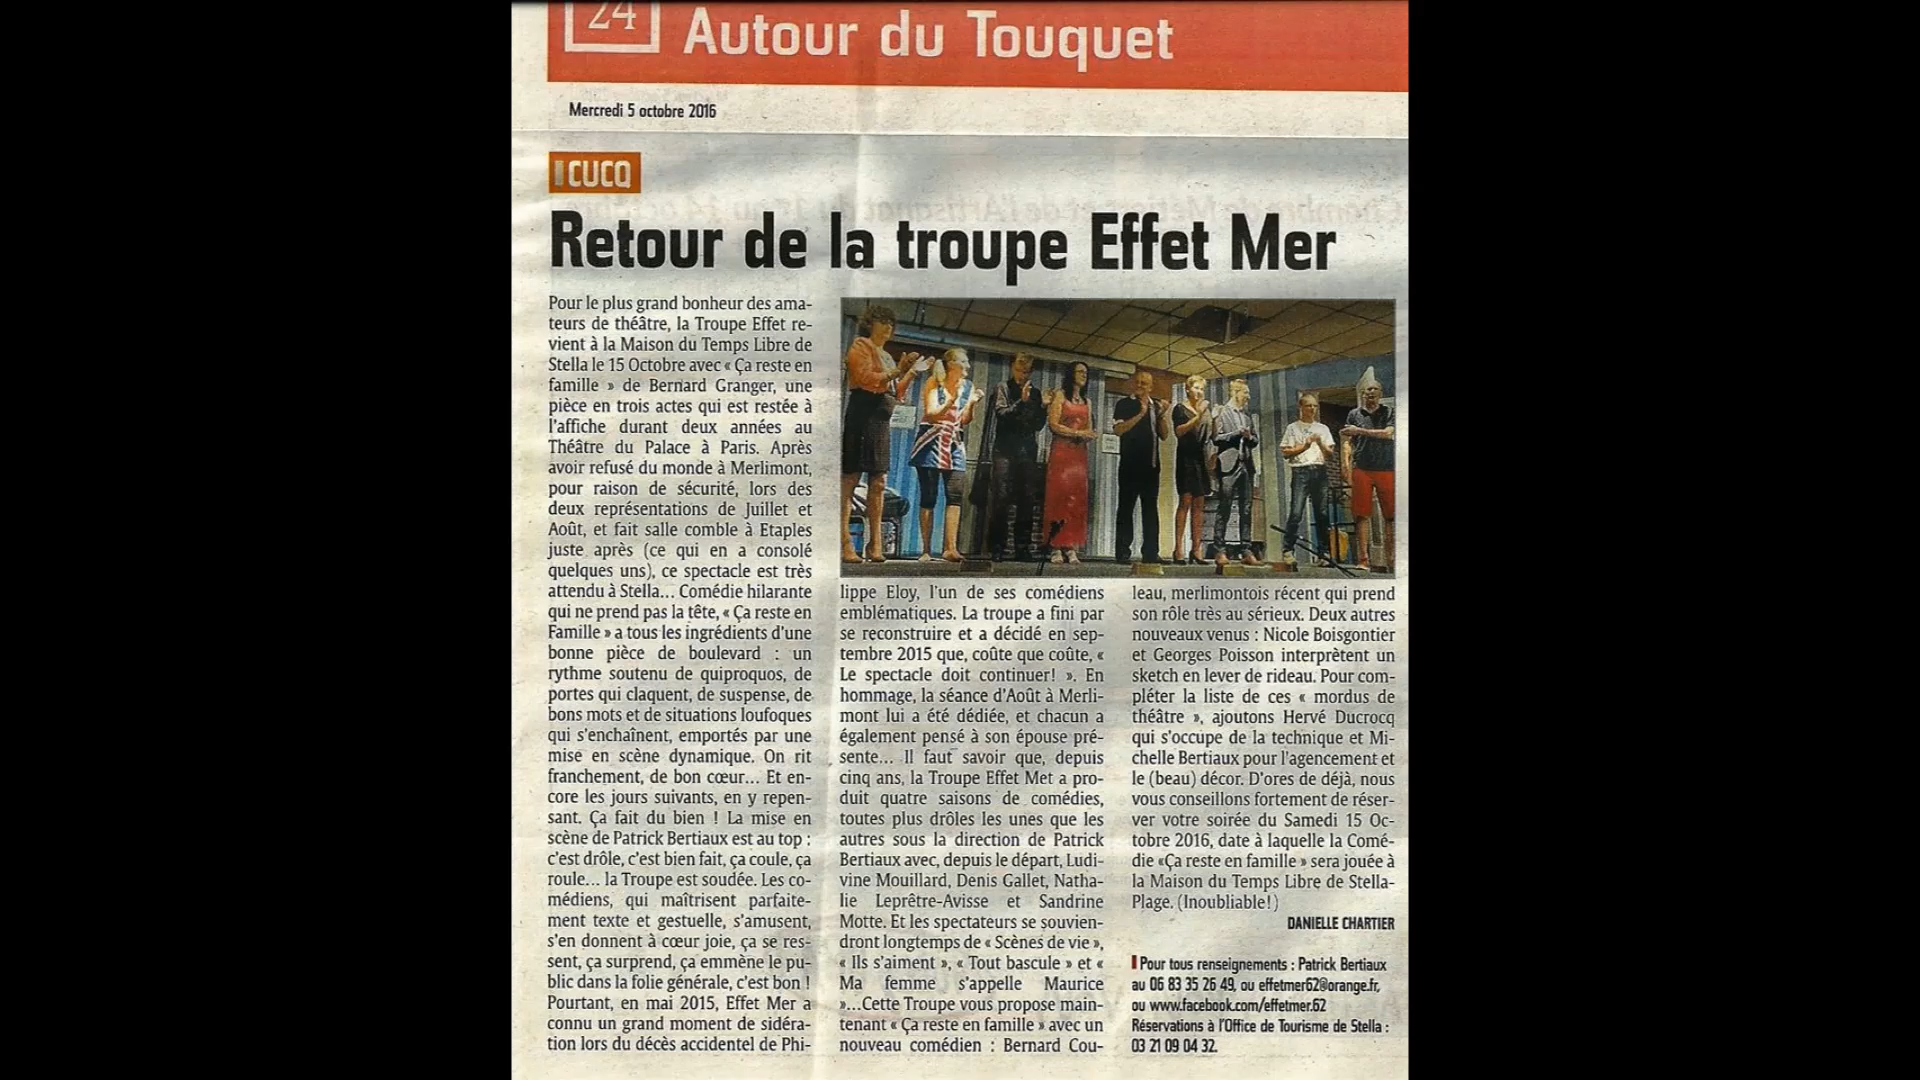 24
Autour du Touquet
Mercredi 5 octobre 2016
CUCQ
Retour de la troupe Effet Mer
Pour le plus grand bonheur des ama-
teurs de théâtre, la Troupe Effet re-
vient à la Maison du Temps Libre de
Stella le 15 Octobre avec « Ça reste en
famille » de Bernard Granger, une
pièce en trois actes qui est restée à
l'affiche durant deux années au
Théâtre du Palace à Paris. Après
avoir refusé du monde à Merlimont,
pour raison de sécurité, lors des
deux représentations de Juillet et
Août, et fait salle comble à Etaples
juste après (ce qui en a consolé
quelques uns), ce spectacle est très
attendu à Stella... Comédie hilarante
qui ne prend pas la tête, « Ça reste en
Famille » a tous les ingrédients d'une
bonne pièce de boulevard : un
rythme soutenu de quiproquos, de
portes qui claquent, de suspense, de
bons mots et de situations loufoques
qui s'enchaînent, emportés par une
mise en scène dynamique. On rit
franchement, de bon cœur... Et en-
core les jours suivants, en y repen-
sant. Ça fait du bien ! La mise en
scène de Patrick Bertiaux est au top :
c'est drôle, c'est bien fait, ça coule, ça
roule... la Troupe est soudée. Les co-
médiens, qui maîtrisent parfaite-
ment texte et gestuelle, s'amusent,
s'en donnent à cœur joie, ça se res-
sent, ça surprend, ça emmène le pu-
blic dans la folie générale, c'est bon !
Pourtant, en mai 2015, Effet Mer a
connu un grand moment de sidéra-
tion lors du décès accidentel de Phi-
lippe Eloy, l'un de ses comédiens
emblématiques. La troupe a fini par
se reconstruire et a décidé en sep-
tembre 2015 que, coûte que coûte, «
Le spectacle doit continuer! ». En
hommage, la séance d'Août à Merli-
mont lui a été dédiée, et chacun a
également pensé à son épouse pré-
sente... Il faut savoir que, depuis
cinq ans, la Troupe Effet Met a pro-
duit quatre saisons de comédies,
toutes plus drôles les unes que les
autres sous la direction de Patrick
Bertiaux avec, depuis le départ, Ludi-
vine Mouillard, Denis Gallet, Natha-
lie Leprêtre-Avisse et Sandrine
Motte. Et les spectateurs se souvien-
dront longtemps de « Scènes de vie »,
« Ils s'aiment », « Tout bascule » et «
Ma femme s'appelle Maurice
»...Cette Troupe vous propose main-
tenant « Ça reste en famille » avec un
nouveau comédien : Bernard Cou-
leau, merlimontois récent qui prend
son rôle très au sérieux. Deux autres
nouveaux venus : Nicole Boisgontier
et Georges Poisson interprètent un
sketch en lever de rideau. Pour com-
pléter la liste de ces « mordus de
théâtre », ajoutons Hervé Ducrocq
qui s'occupe de la technique et Mi-
chelle Bertiaux pour l'agencement et
le (beau) décor. D'ores de déjà, nous
vous conseillons fortement de réser-
ver votre soirée du Samedi 15 Oc-
tobre 2016, date à laquelle la Comé-
die «Ça reste en famille » sera jouée à
la Maison du Temps Libre de Stella-
Plage. (Inoubliable!)
DANIELLE CHARTIER
Pour tous renseignements : Patrick Bertiaux
au 06 83 35 26 49, ou effetmer62@orange.fr,
ou www.facebook.com/effetmer.62
Réservations à l'Office de Tourisme de Stella :
03 21 09 04 32.